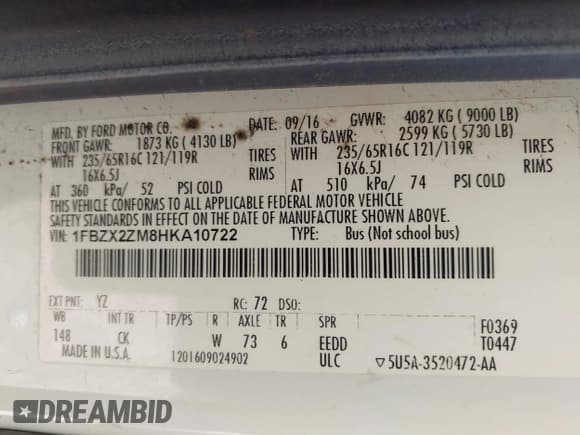 MFD. BY FORD MOTOR CO.
DATE: 09/16 GVWR: 4082 KG ( 9000 LB)
FRONT GAWR: 1873 KG ( 4130 LB) REAR GAWR: 2599 KG ( 5730 LB)
WITH 235/65R16C 121/119R TIRES WITH 235/65R16C 121/119R TIRES
16X6.5J RIMS 16X6.5J RIMS
AT 360 kPa/ 52 PSI COLD AT 510 kPa/ 74 PSI COLD
THIS VEHICLE CONFORMS TO ALL APPLICABLE FEDERAL MOTOR VEHICLE
SAFETY STANDARDS IN EFFECT ON THE DATE OF MANUFACTURE SHOWN ABOVE.
VIN: 1FBZX2ZM8HKA10722 TYPE: Bus (Not school bus)
EXT PNT: YZ RC: 72 DSO:
WB INT TR TP/PS R AXLE TR SPR F0369
148 CK W 73 6 EEDD T0447
MADE IN U.S.A. 1201609024902 ULC ▽5U5A-3520472-AA
DREAMBID